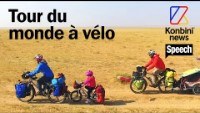 Tour du
monde à vélo
Konbini
news
Speech